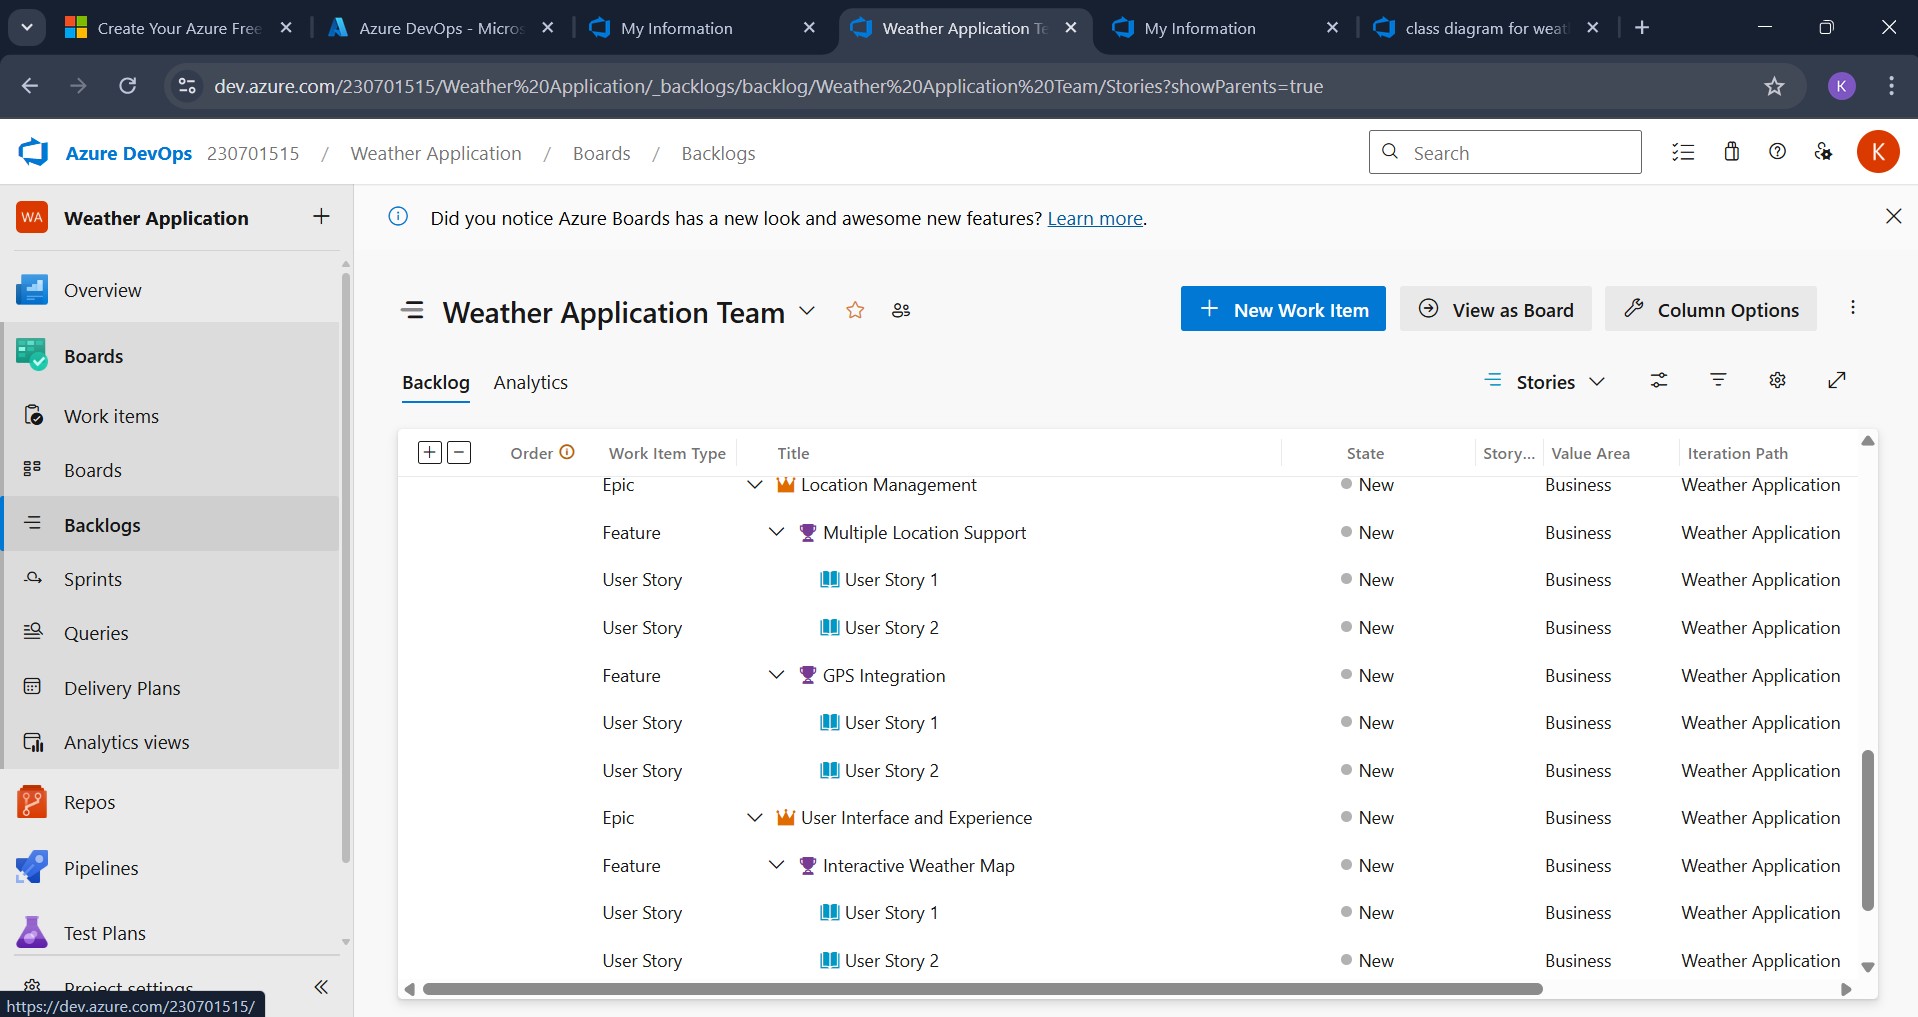 Create Your Azure Free
Azure DevOps - Micros
My Information
Weather Application Te
My Information
class diagram for weat
dev.azure.com/230701515/Weather%20Application/_backlogs/backlog/Weather%20Application%20Team/Stories?showParents=true
K
Azure DevOps 230701515 / Weather Application / Boards / Backlogs
Search
K
WA Weather Application
Did you notice Azure Boards has a new look and awesome new features? Learn more.
Overview
Boards
Work items
Boards
Backlogs
Sprints
Queries
Delivery Plans
Analytics views
Repos
Pipelines
Test Plans
Project settings
https://dev.azure.com/230701515/
Weather Application Team
New Work Item
View as Board
Column Options
Backlog Analytics
Stories
Order Work Item Type Title State Story... Value Area Iteration Path
Epic Location Management New Business Weather Application
Feature Multiple Location Support New Business Weather Application
User Story User Story 1 New Business Weather Application
User Story User Story 2 New Business Weather Application
Feature GPS Integration New Business Weather Application
User Story User Story 1 New Business Weather Application
User Story User Story 2 New Business Weather Application
Epic User Interface and Experience New Business Weather Application
Feature Interactive Weather Map New Business Weather Application
User Story User Story 1 New Business Weather Application
User Story User Story 2 New Business Weather Application